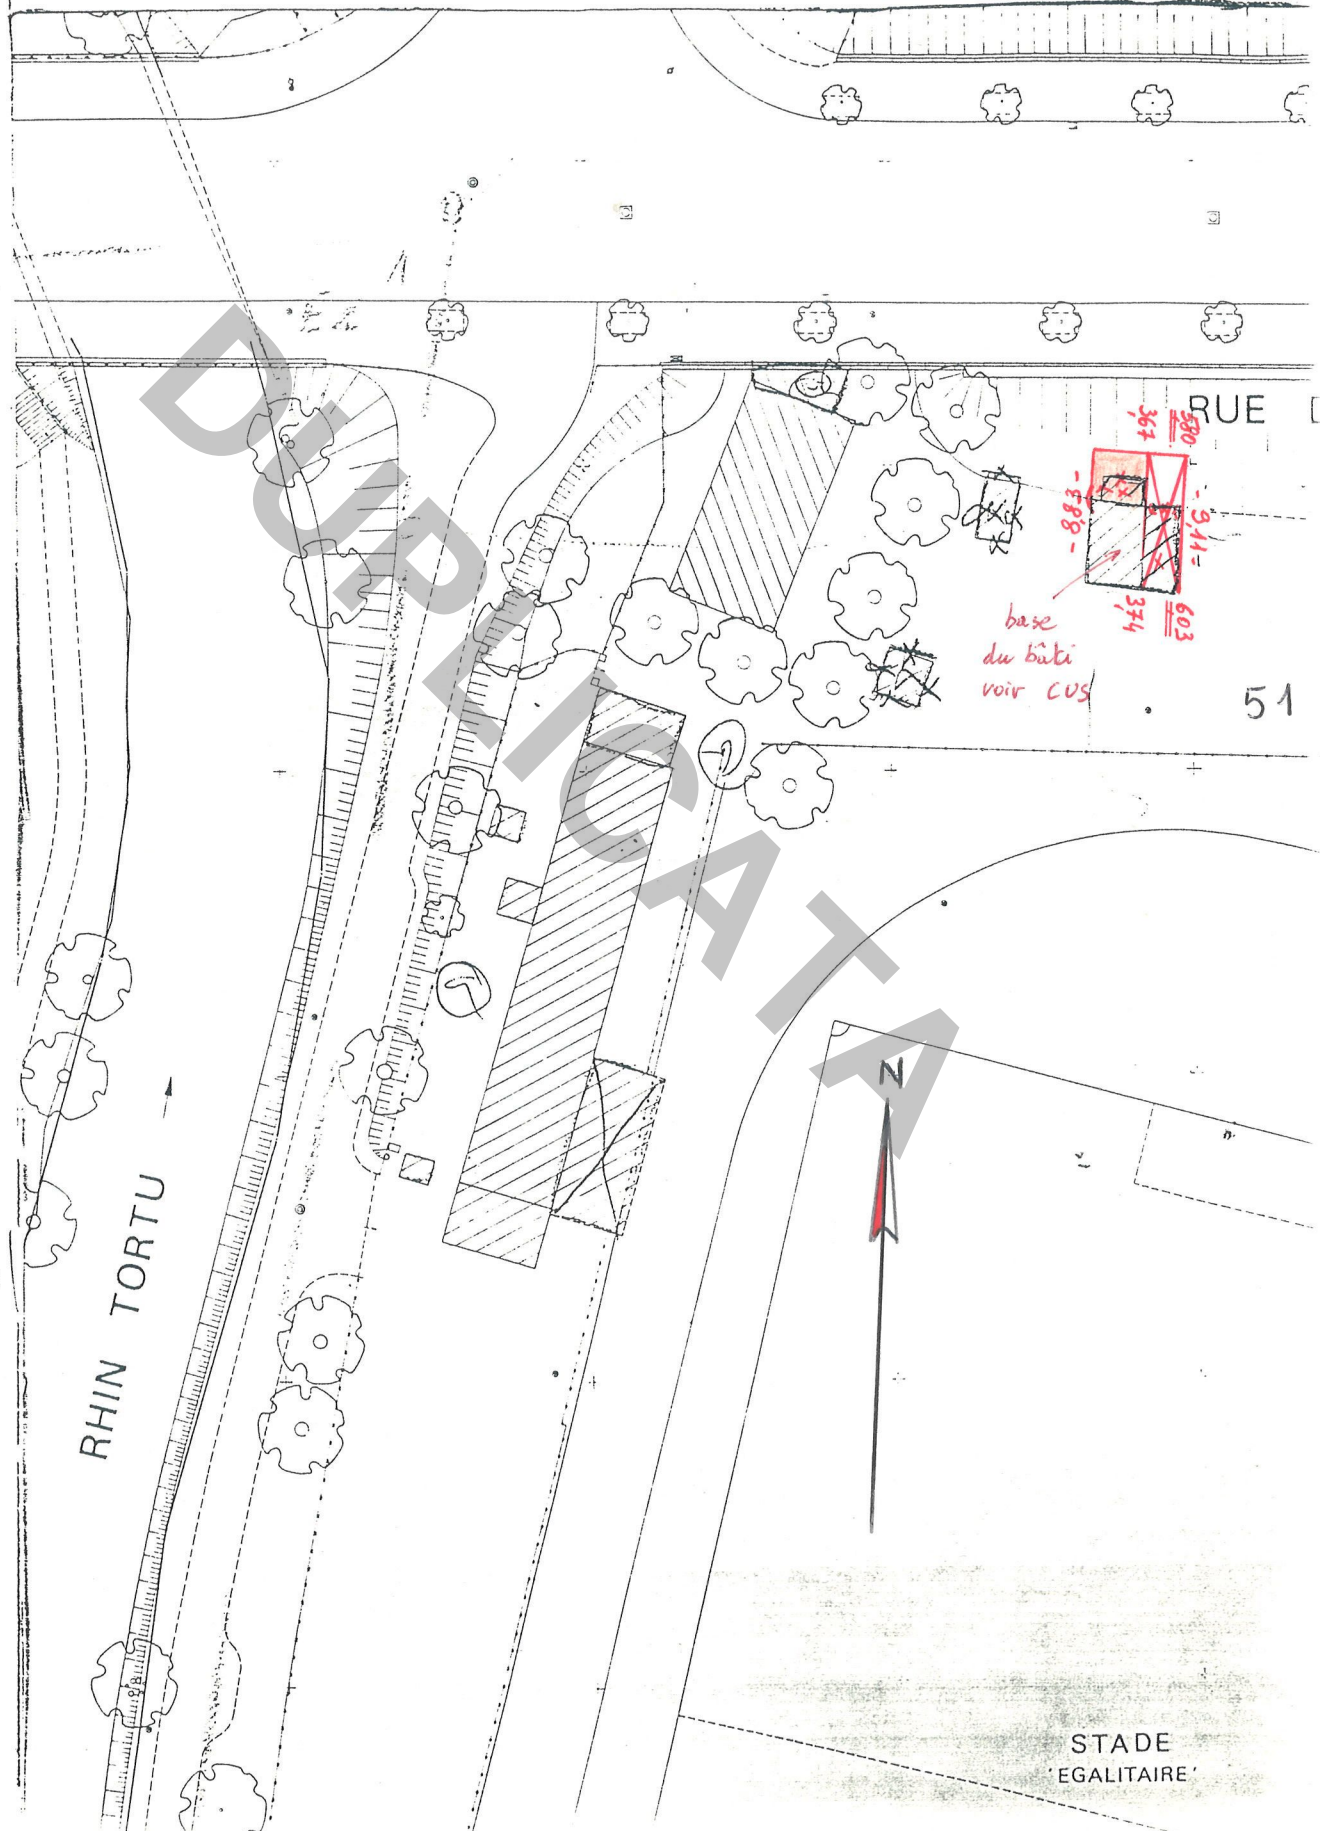 RUE
580
367
- 8,83 -
- 9,11 -
374
603
base
du bâti
voir CUS
51
DUPLICATA
N
RHIN TORTU
STADE
'EGALITAIRE'